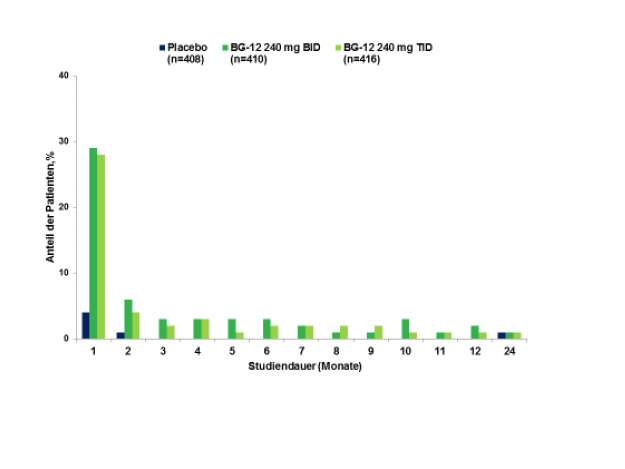 Placebo BG-12 240 mg BID BG-12 240 mg TID
(n=408) (n=410) (n=416)
40
30
20
10
0
Anteil der Patienten,%
1 2 3 4 5 6 7 8 9 10 11 12 24
Studiendauer (Monate)